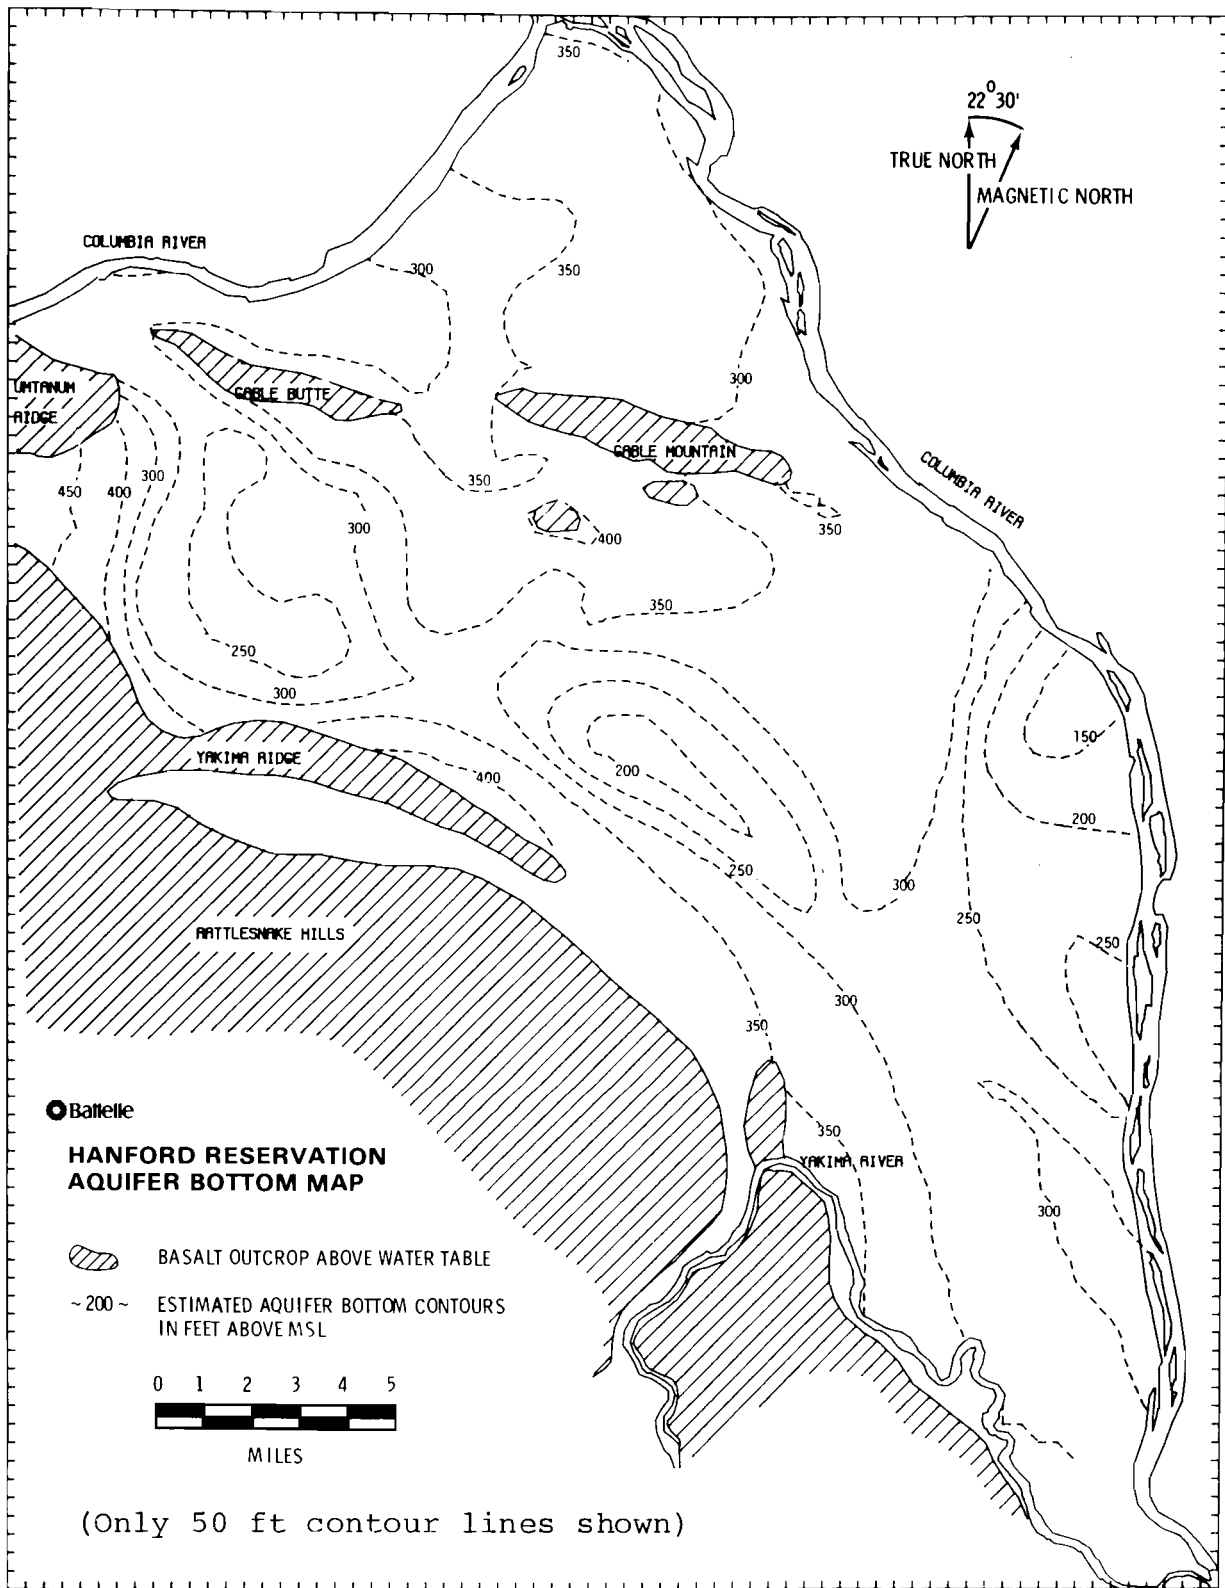 350
22°30'
TRUE NORTH
MAGNETIC NORTH
COLUMBIA RIVER
300
350
300
UMTANUM
RIDGE
GABLE BUTTE
GABLE MOUNTAIN
COLUMBIA RIVER
450
400
300
350
300
400
350
350
250
300
150
YAKIMA RIDGE
400
200
200
250
300
250
250
RATTLESNAKE HILLS
300
350
Battelle
HANFORD RESERVATION
AQUIFER BOTTOM MAP
350
YAKIMA RIVER
300
BASALT OUTCROP ABOVE WATER TABLE
~200~ ESTIMATED AQUIFER BOTTOM CONTOURS
IN FEET ABOVE MSL
0 1 2 3 4 5
MILES
(Only 50 ft contour lines shown)